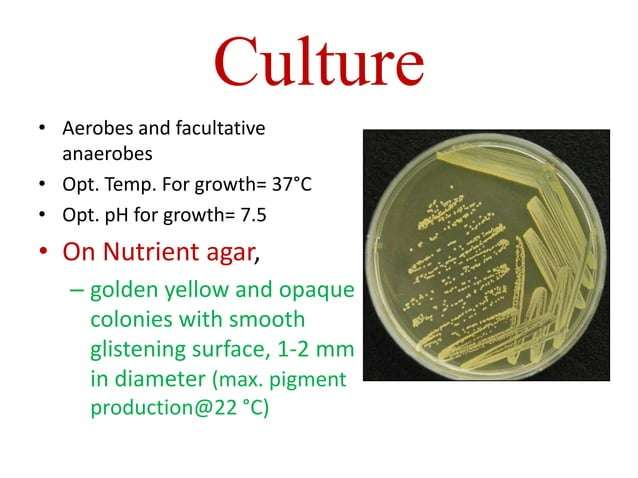 Culture
• Aerobes and facultative
anaerobes
• Opt. Temp. For growth= 37°C
• Opt. pH for growth= 7.5
• On Nutrient agar,
– golden yellow and opaque
colonies with smooth
glistening surface, 1-2 mm
in diameter (max. pigment
production@22 °C)